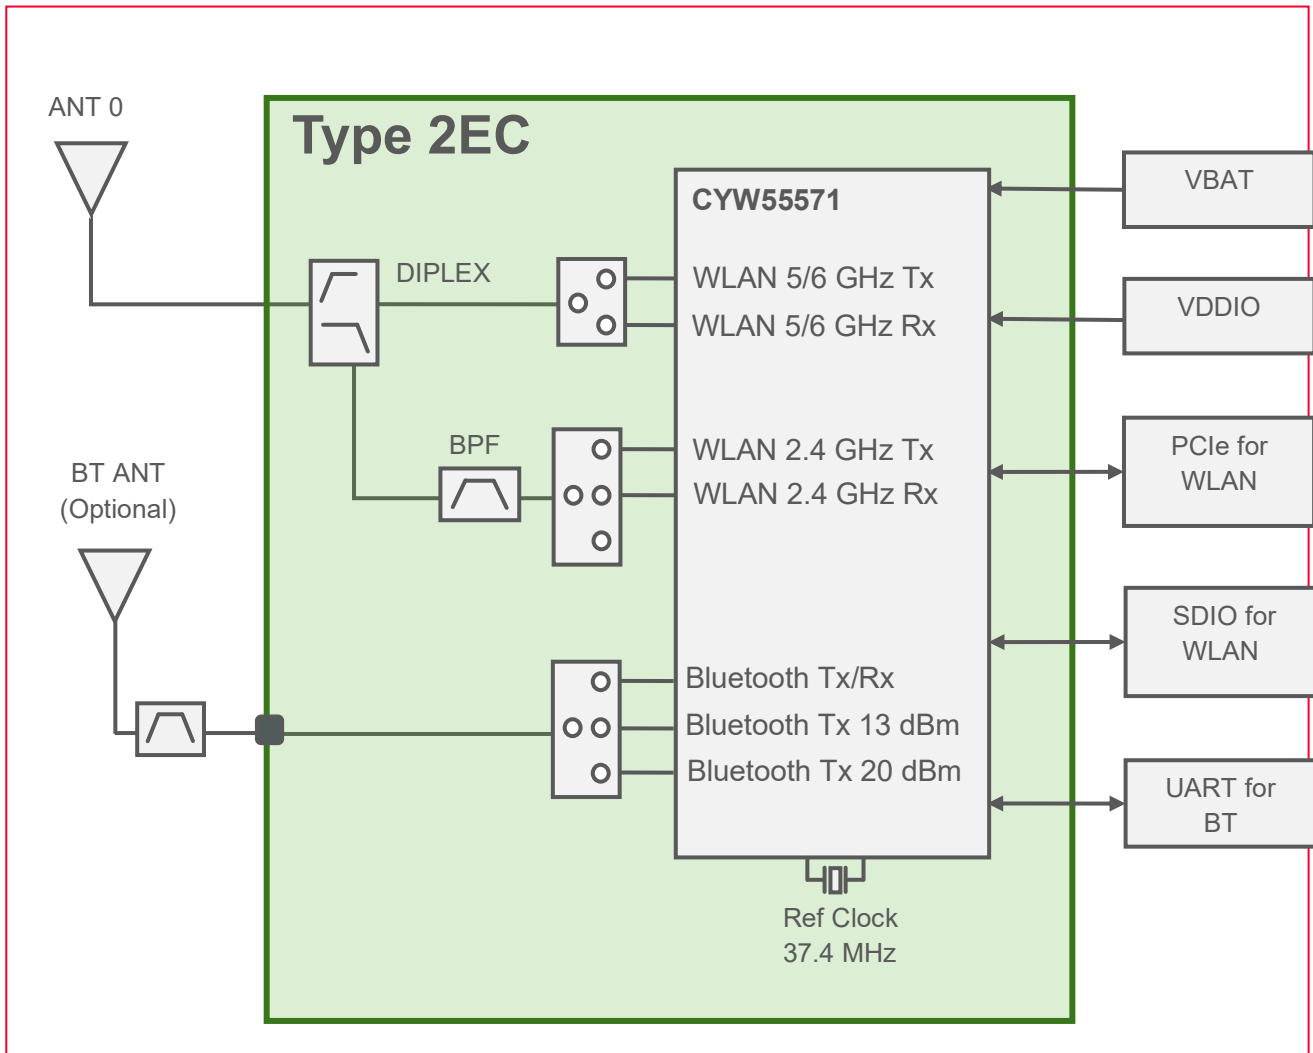 ANT 0
Type 2EC
CYW55571
VBAT
DIPLEX
WLAN 5/6 GHz Tx
WLAN 5/6 GHz Rx
VDDIO
BPF
WLAN 2.4 GHz Tx
WLAN 2.4 GHz Rx
PCIe for
WLAN
BT ANT
(Optional)
SDIO for
WLAN
Bluetooth Tx/Rx
Bluetooth Tx 13 dBm
Bluetooth Tx 20 dBm
UART for
BT
Ref Clock
37.4 MHz